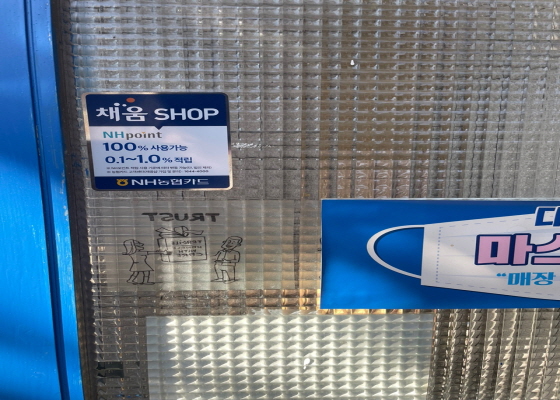 채움 SHOP
NHpoint
100% 사용가능
0.1~1.0% 적립
NH농협카드
TRUST
마스
"매장